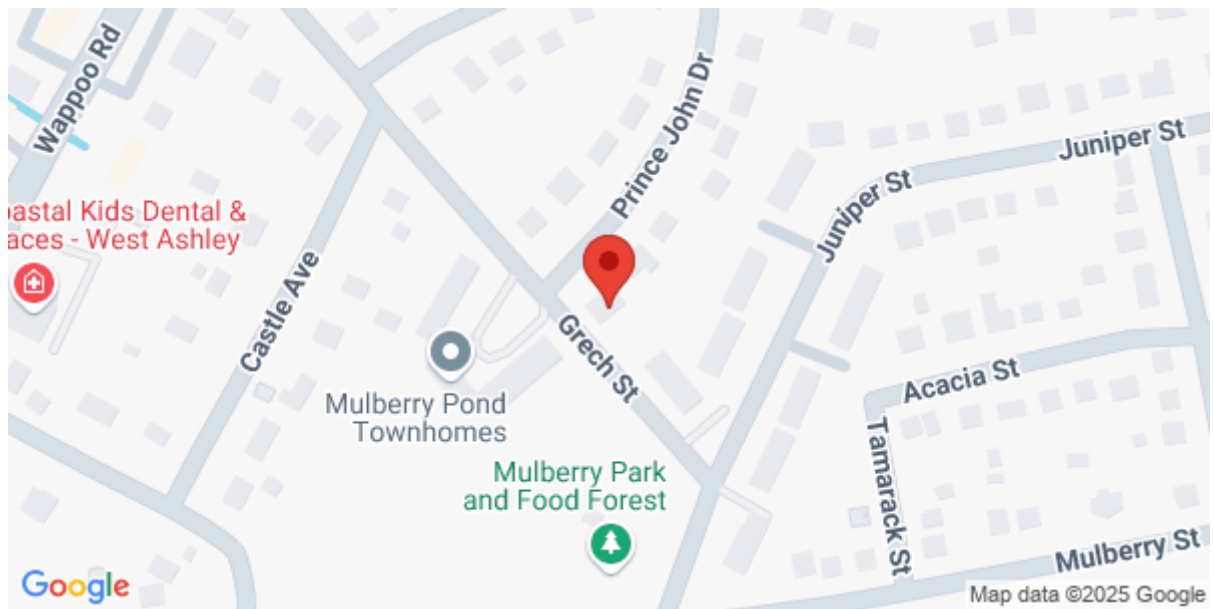 Wappoo Rd
Prince John Dr
Juniper St
Juniper St
oastal Kids Dental &
races - West Ashley
Castle Ave
Grech St
Mulberry Pond
Townhomes
Acacia St
Tamarack St
Mulberry Park
and Food Forest
Mulberry St
Google
Map data ©2025 Google